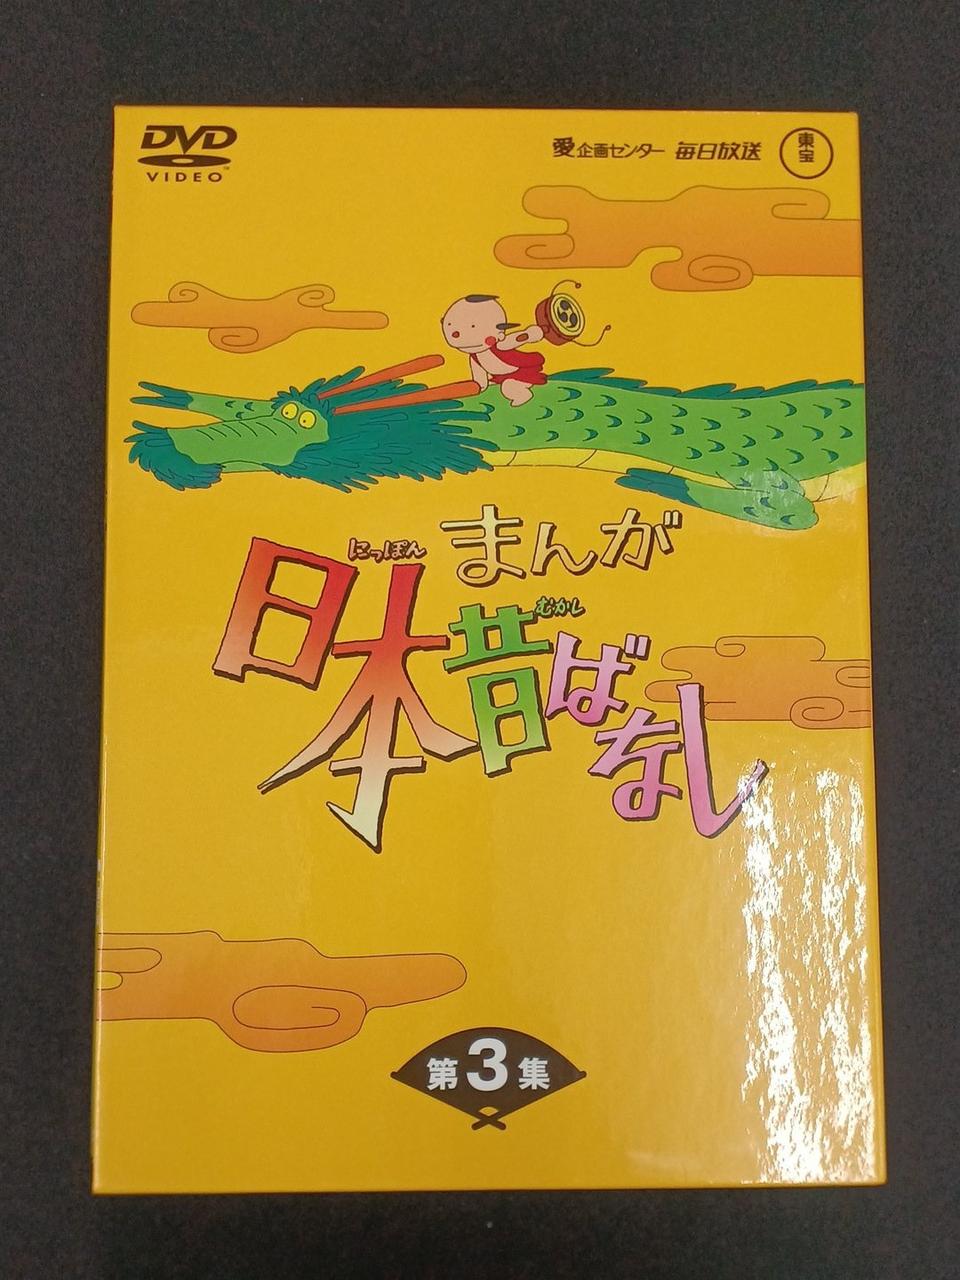 DVD
VIDEO™
愛企画センター 毎日放送 東宝
まんが
にっぽん
日本
むかし
昔ばなし
第3集